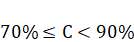 70% ≤ C < 90%